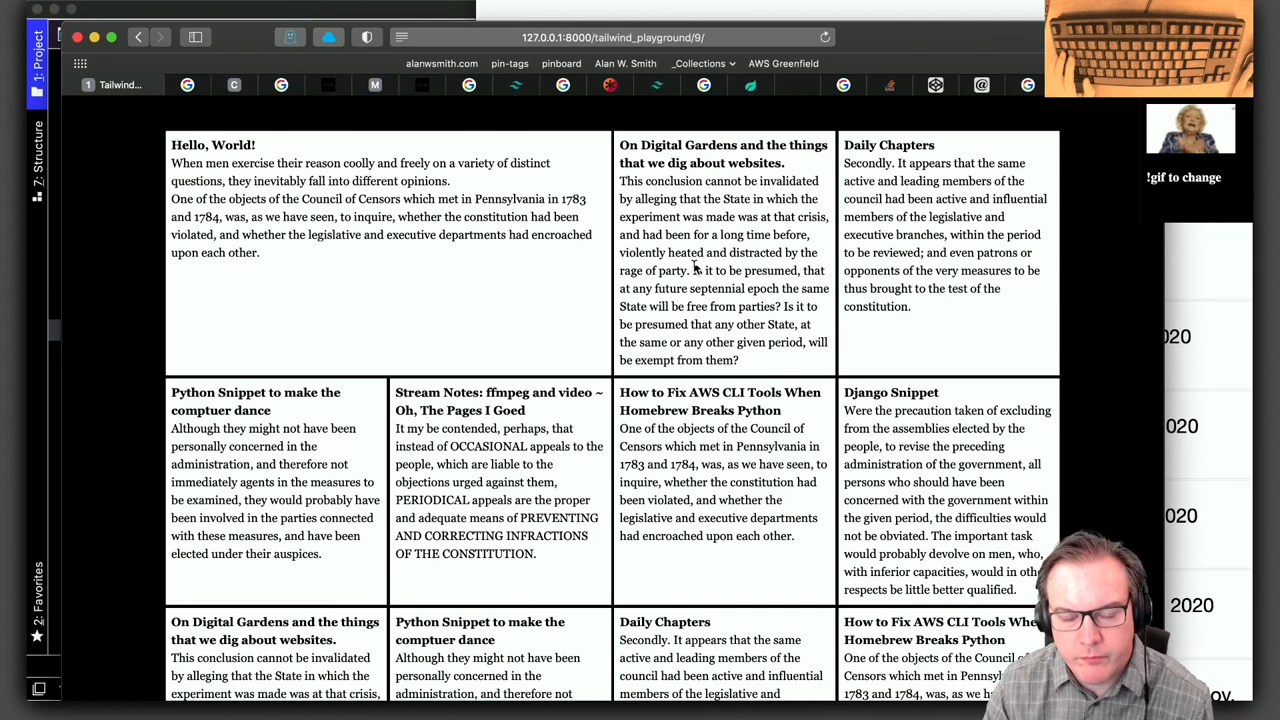 1: Project
7: Structure
2: Favorites
127.0.0.1:8000/tailwind_playground/9/
alanwsmith.com
pin-tags
pinboard
Alan W. Smith
_Collections
AWS Greenfield
1 Tailwind...
Hello, World!
When men exercise their reason coolly and freely on a variety of distinct
questions, they inevitably fall into different opinions.
One of the objects of the Council of Censors which met in Pennsylvania in 1783
and 1784, was, as we have seen, to inquire, whether the constitution had been
violated, and whether the legislative and executive departments had encroached
upon each other.
On Digital Gardens and the things
that we dig about websites.
This conclusion cannot be invalidated
by alleging that the State in which the
experiment was made was at that crisis,
and had been for a long time before,
violently heated and distracted by the
rage of party. Is it to be presumed, that
at any future septennial epoch the same
State will be free from parties? Is it to
be presumed that any other State, at
the same or any other given period, will
be exempt from them?
Daily Chapters
Secondly. It appears that the same
active and leading members of the
council had been active and influential
members of the legislative and
executive branches, within the period
to be reviewed; and even patrons or
opponents of the very measures to be
thus brought to the test of the
constitution.
Python Snippet to make the
comptuer dance
Although they might not have been
personally concerned in the
administration, and therefore not
immediately agents in the measures to
be examined, they would probably have
been involved in the parties connected
with these measures, and have been
elected under their auspices.
Stream Notes: ffmpeg and video ~
Oh, The Pages I Goed
It my be contended, perhaps, that
instead of OCCASIONAL appeals to the
people, which are liable to the
objections urged against them,
PERIODICAL appeals are the proper
and adequate means of PREVENTING
AND CORRECTING INFRACTIONS
OF THE CONSTITUTION.
How to Fix AWS CLI Tools When
Homebrew Breaks Python
One of the objects of the Council of
Censors which met in Pennsylvania in
1783 and 1784, was, as we have seen, to
inquire, whether the constitution had
been violated, and whether the
legislative and executive departments
had encroached upon each other.
Django Snippet
Were the precaution taken of excluding
from the assemblies elected by the
people, to revise the preceding
administration of the government, all
persons who should have been
concerned with the government within
the given period, the difficulties would
not be obviated. The important task
would probably devolve on men, who,
with inferior capacities, would in othe
respects be little better qualified.
On Digital Gardens and the things
that we dig about websites.
This conclusion cannot be invalidated
by alleging that the State in which the
experiment was made was at that crisis,
Python Snippet to make the
comptuer dance
Although they might not have been
personally concerned in the
administration, and therefore not
Daily Chapters
Secondly. It appears that the same
active and leading members of the
council had been active and influential
members of the legislative and
How to Fix AWS CLI Tools Whe
Homebrew Breaks Python
One of the objects of the Council of
Censors which met in Pennsylvania
1783 and 1784, was, as we ha
!gif to change
020
020
020
2020
ov.